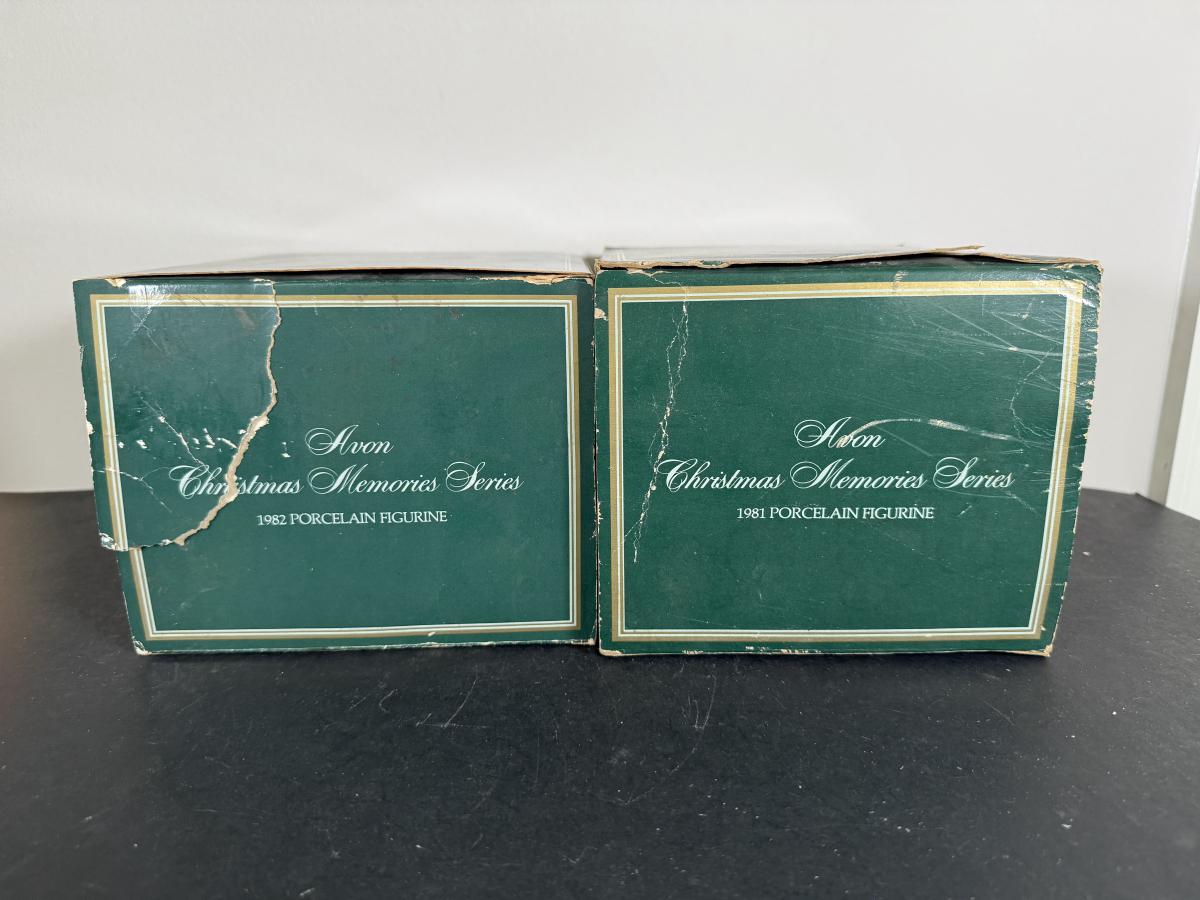 Avon
Christmas Memories Series
1982 PORCELAIN FIGURINE
Avon
Christmas Memories Series
1981 PORCELAIN FIGURINE